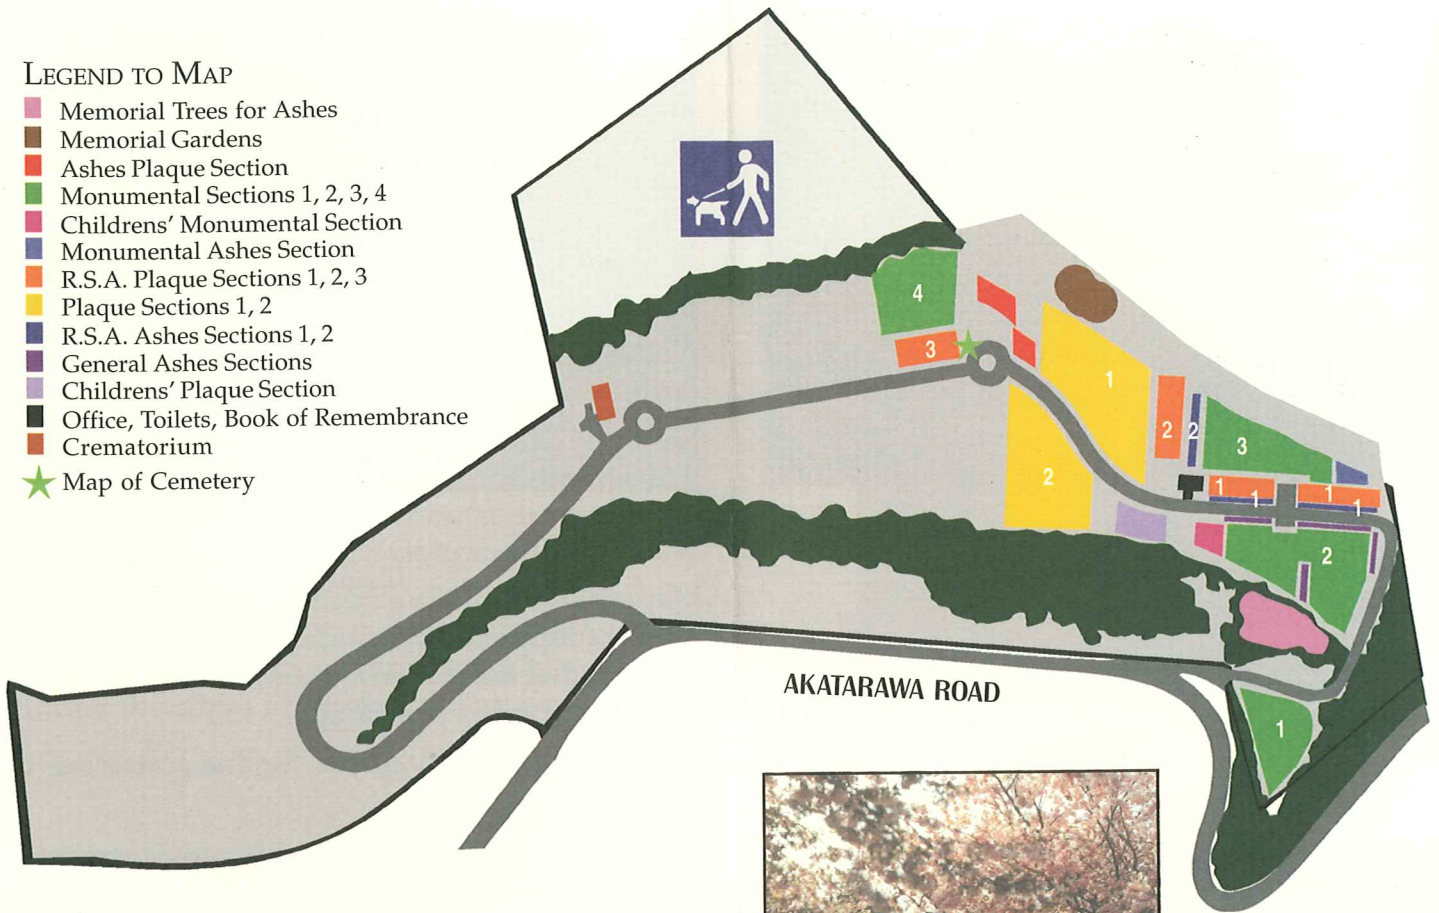 LEGEND TO MAP
Memorial Trees for Ashes
Memorial Gardens
Ashes Plaque Section
Monumental Sections 1, 2, 3, 4
Childrens' Monumental Section
Monumental Ashes Section
R.S.A. Plaque Sections 1, 2, 3
Plaque Sections 1, 2
R.S.A. Ashes Sections 1, 2
General Ashes Sections
Childrens' Plaque Section
Office, Toilets, Book of Remembrance
Crematorium
Map of Cemetery
4
3
1
2
2
2
3
1
1
1
1
2
1
AKATARAWA ROAD